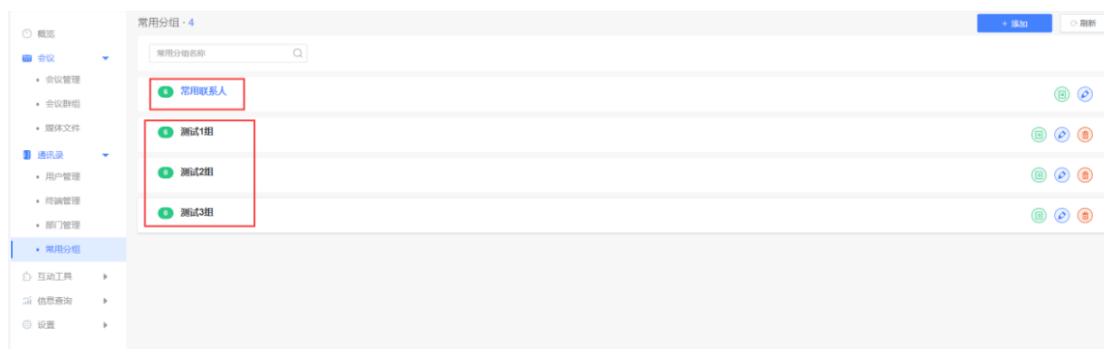 常用分组 · 4
+ 添加
刷新
概览
会议
会议管理
会议群组
媒体文件
通讯录
用户管理
终端管理
部门管理
常用分组
互动工具
信息查询
设置
常用分组名称
6 常用联系人
6 测试1组
6 测试2组
6 测试3组